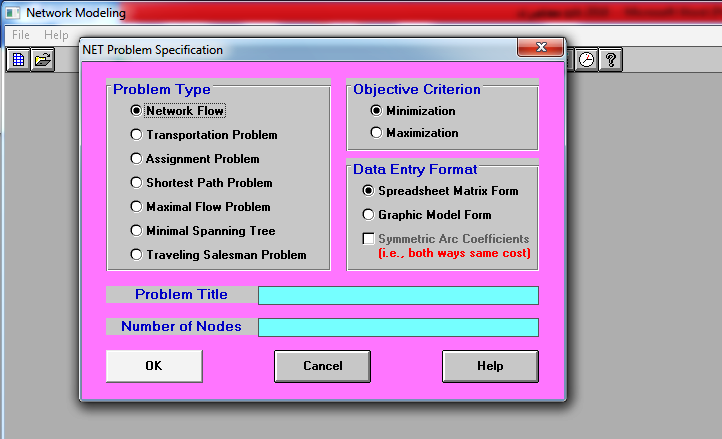 Network Modeling
File Help
NET Problem Specification
Problem Type
Network Flow
Transportation Problem
Assignment Problem
Shortest Path Problem
Maximal Flow Problem
Minimal Spanning Tree
Traveling Salesman Problem
Objective Criterion
Minimization
Maximization
Data Entry Format
Spreadsheet Matrix Form
Graphic Model Form
Symmetric Arc Coefficients
(i.e., both ways same cost)
Problem Title
Number of Nodes
OK Cancel Help